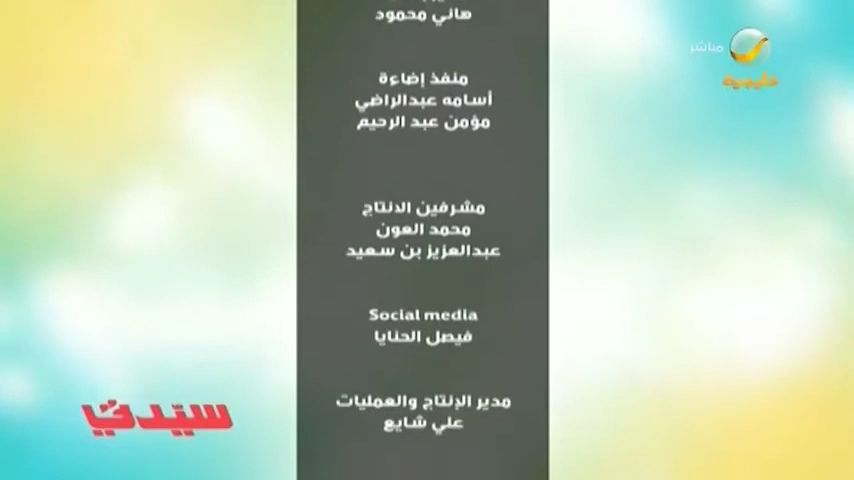 هاني محمود
منفذ إضاءة
أسامه عبدالراضي
مؤمن عبد الرحيم
مشرفين الانتاج
محمد العون
عبدالعزيز بن سعيد
Social media
فيصل الحنايا
مدير الإنتاج والعمليات
علي شايع
مباشر
خليجية
سيدتي